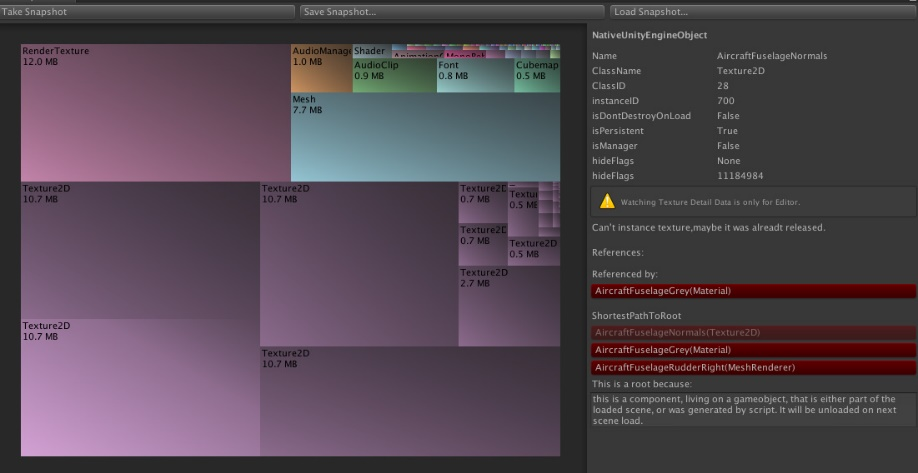 Take Snapshot
Save Snapshot...
Load Snapshot...
RenderTexture
12.0 MB
AudioManage
1.0 MB
Shader
AudioClip
0.9 MB
Font
0.8 MB
Cubemap
0.5 MB
Mesh
7.7 MB
Texture2D
10.7 MB
Texture2D
10.7 MB
Texture2D
0.7 MB
Textu
0.5 MB
Texture2D
0.7 MB
Texture2D
0.5 MB
Texture2D
2.7 MB
Texture2D
10.7 MB
Texture2D
10.7 MB
NativeUnityEngineObject
Name AircraftFuselageNormals
ClassName Texture2D
ClassID 28
instanceID 700
isDontDestroyOnLoad False
isPersistent True
isManager False
hideFlags None
hideFlags 11184984
Watching Texture Detail Data is only for Editor.
Can't instance texture,maybe it was alreadt released.
References:
Referenced by:
AircraftFuselageGrey(Material)
ShortestPathToRoot
AircraftFuselageNormals(Texture2D)
AircraftFuselageGrey(Material)
AircraftFuselageRudderRight(MeshRenderer)
This is a root because:
this is a component, living on a gameobject, that is either part of the
loaded scene, or was generated by script. It will be unloaded on next
scene load.